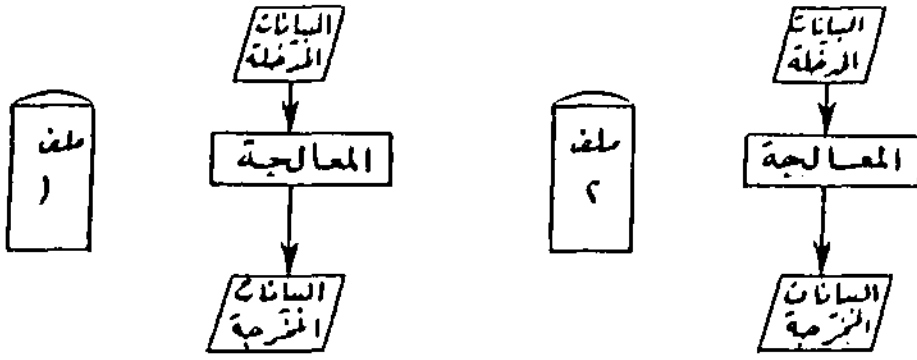 البيانات
المدخلة
ملف
١
المعالجة
البيانات
المخرجة
البيانات
المدخلة
ملف
٢
المعالجة
البيانات
المخرجة